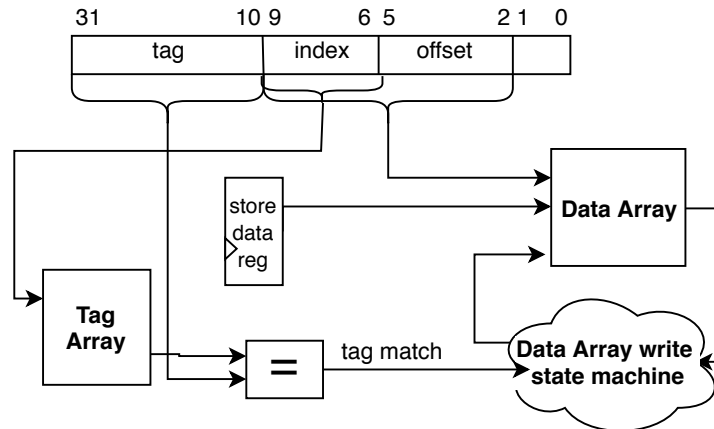 31 10 9 6 5 2 1 0
tag index offset
store
data
reg
Data Array
Tag
Array
=
tag match
Data Array write
state machine